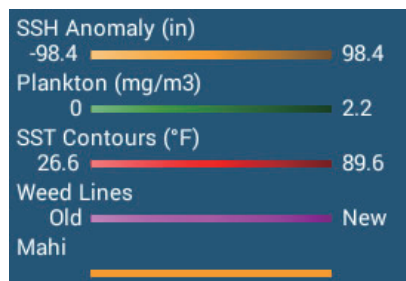 SSH Anomaly (in)
-98.4 98.4
Plankton (mg/m3)
0 2.2
SST Contours (°F)
26.6 89.6
Weed Lines
Old New
Mahi